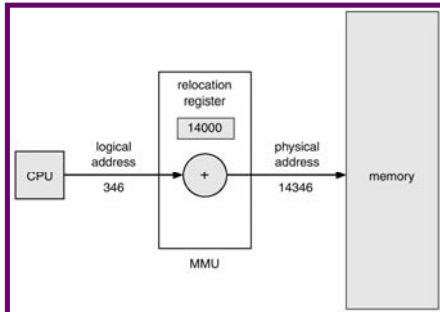 relocation
register
14000
logical
address
346
CPU
+
physical
address
14346
memory
MMU